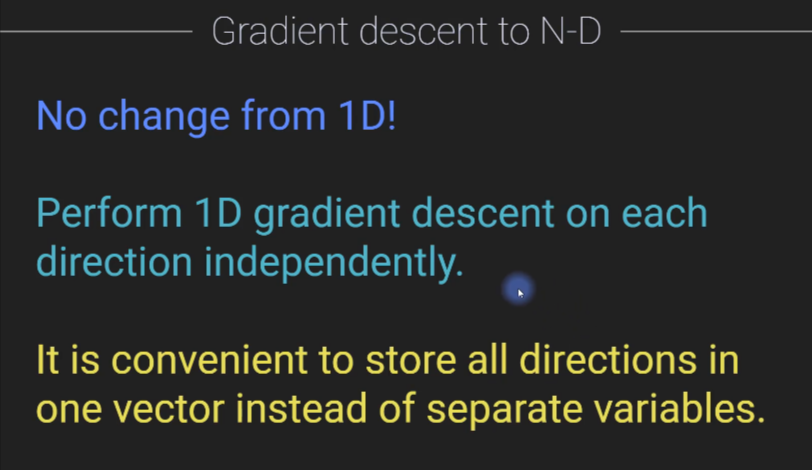 Gradient descent to N-D
No change from 1D!
Perform 1D gradient descent on each
direction independently.
It is convenient to store all directions in
one vector instead of separate variables.